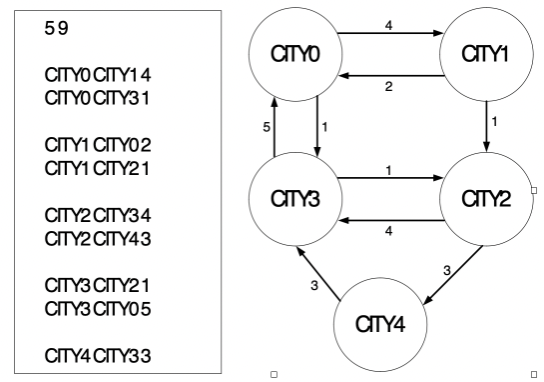 5 9
CITY0 CITY1 4
CITY0 CITY3 1
CITY1 CITY0 2
CITY1 CITY2 1
CITY2 CITY3 4
CITY2 CITY4 3
CITY3 CITY2 1
CITY3 CITY0 5
CITY4 CITY3 3
4
CITY0
CITY1
2
5
1
1
1
CITY3
CITY2
4
3
3
CITY4